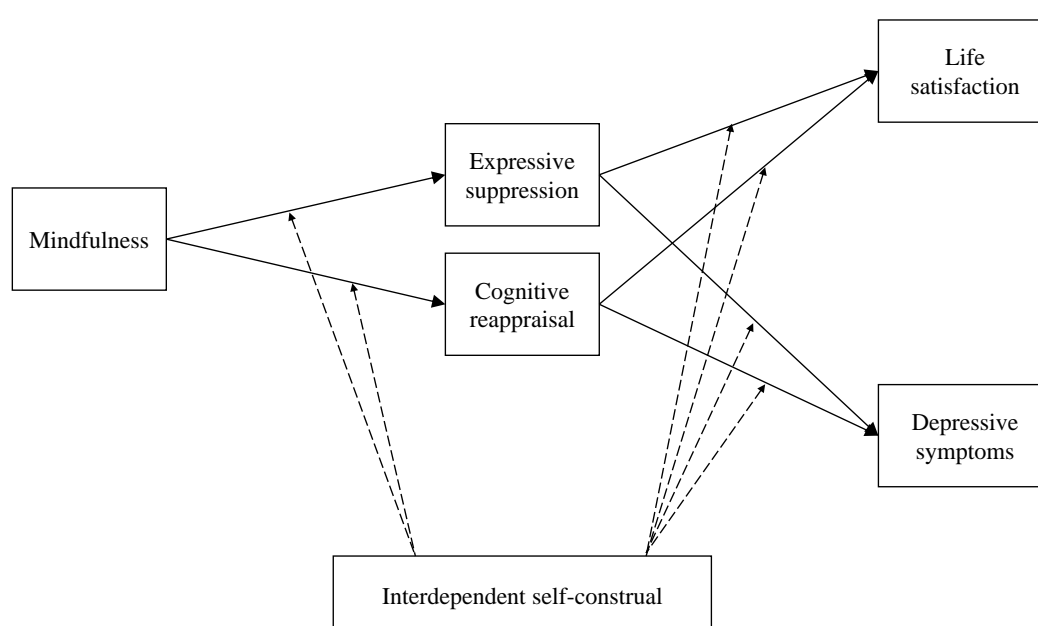 Life
satisfaction
Expressive
suppression
Mindfulness
Cognitive
reappraisal
Depressive
symptoms
Interdependent self-construal